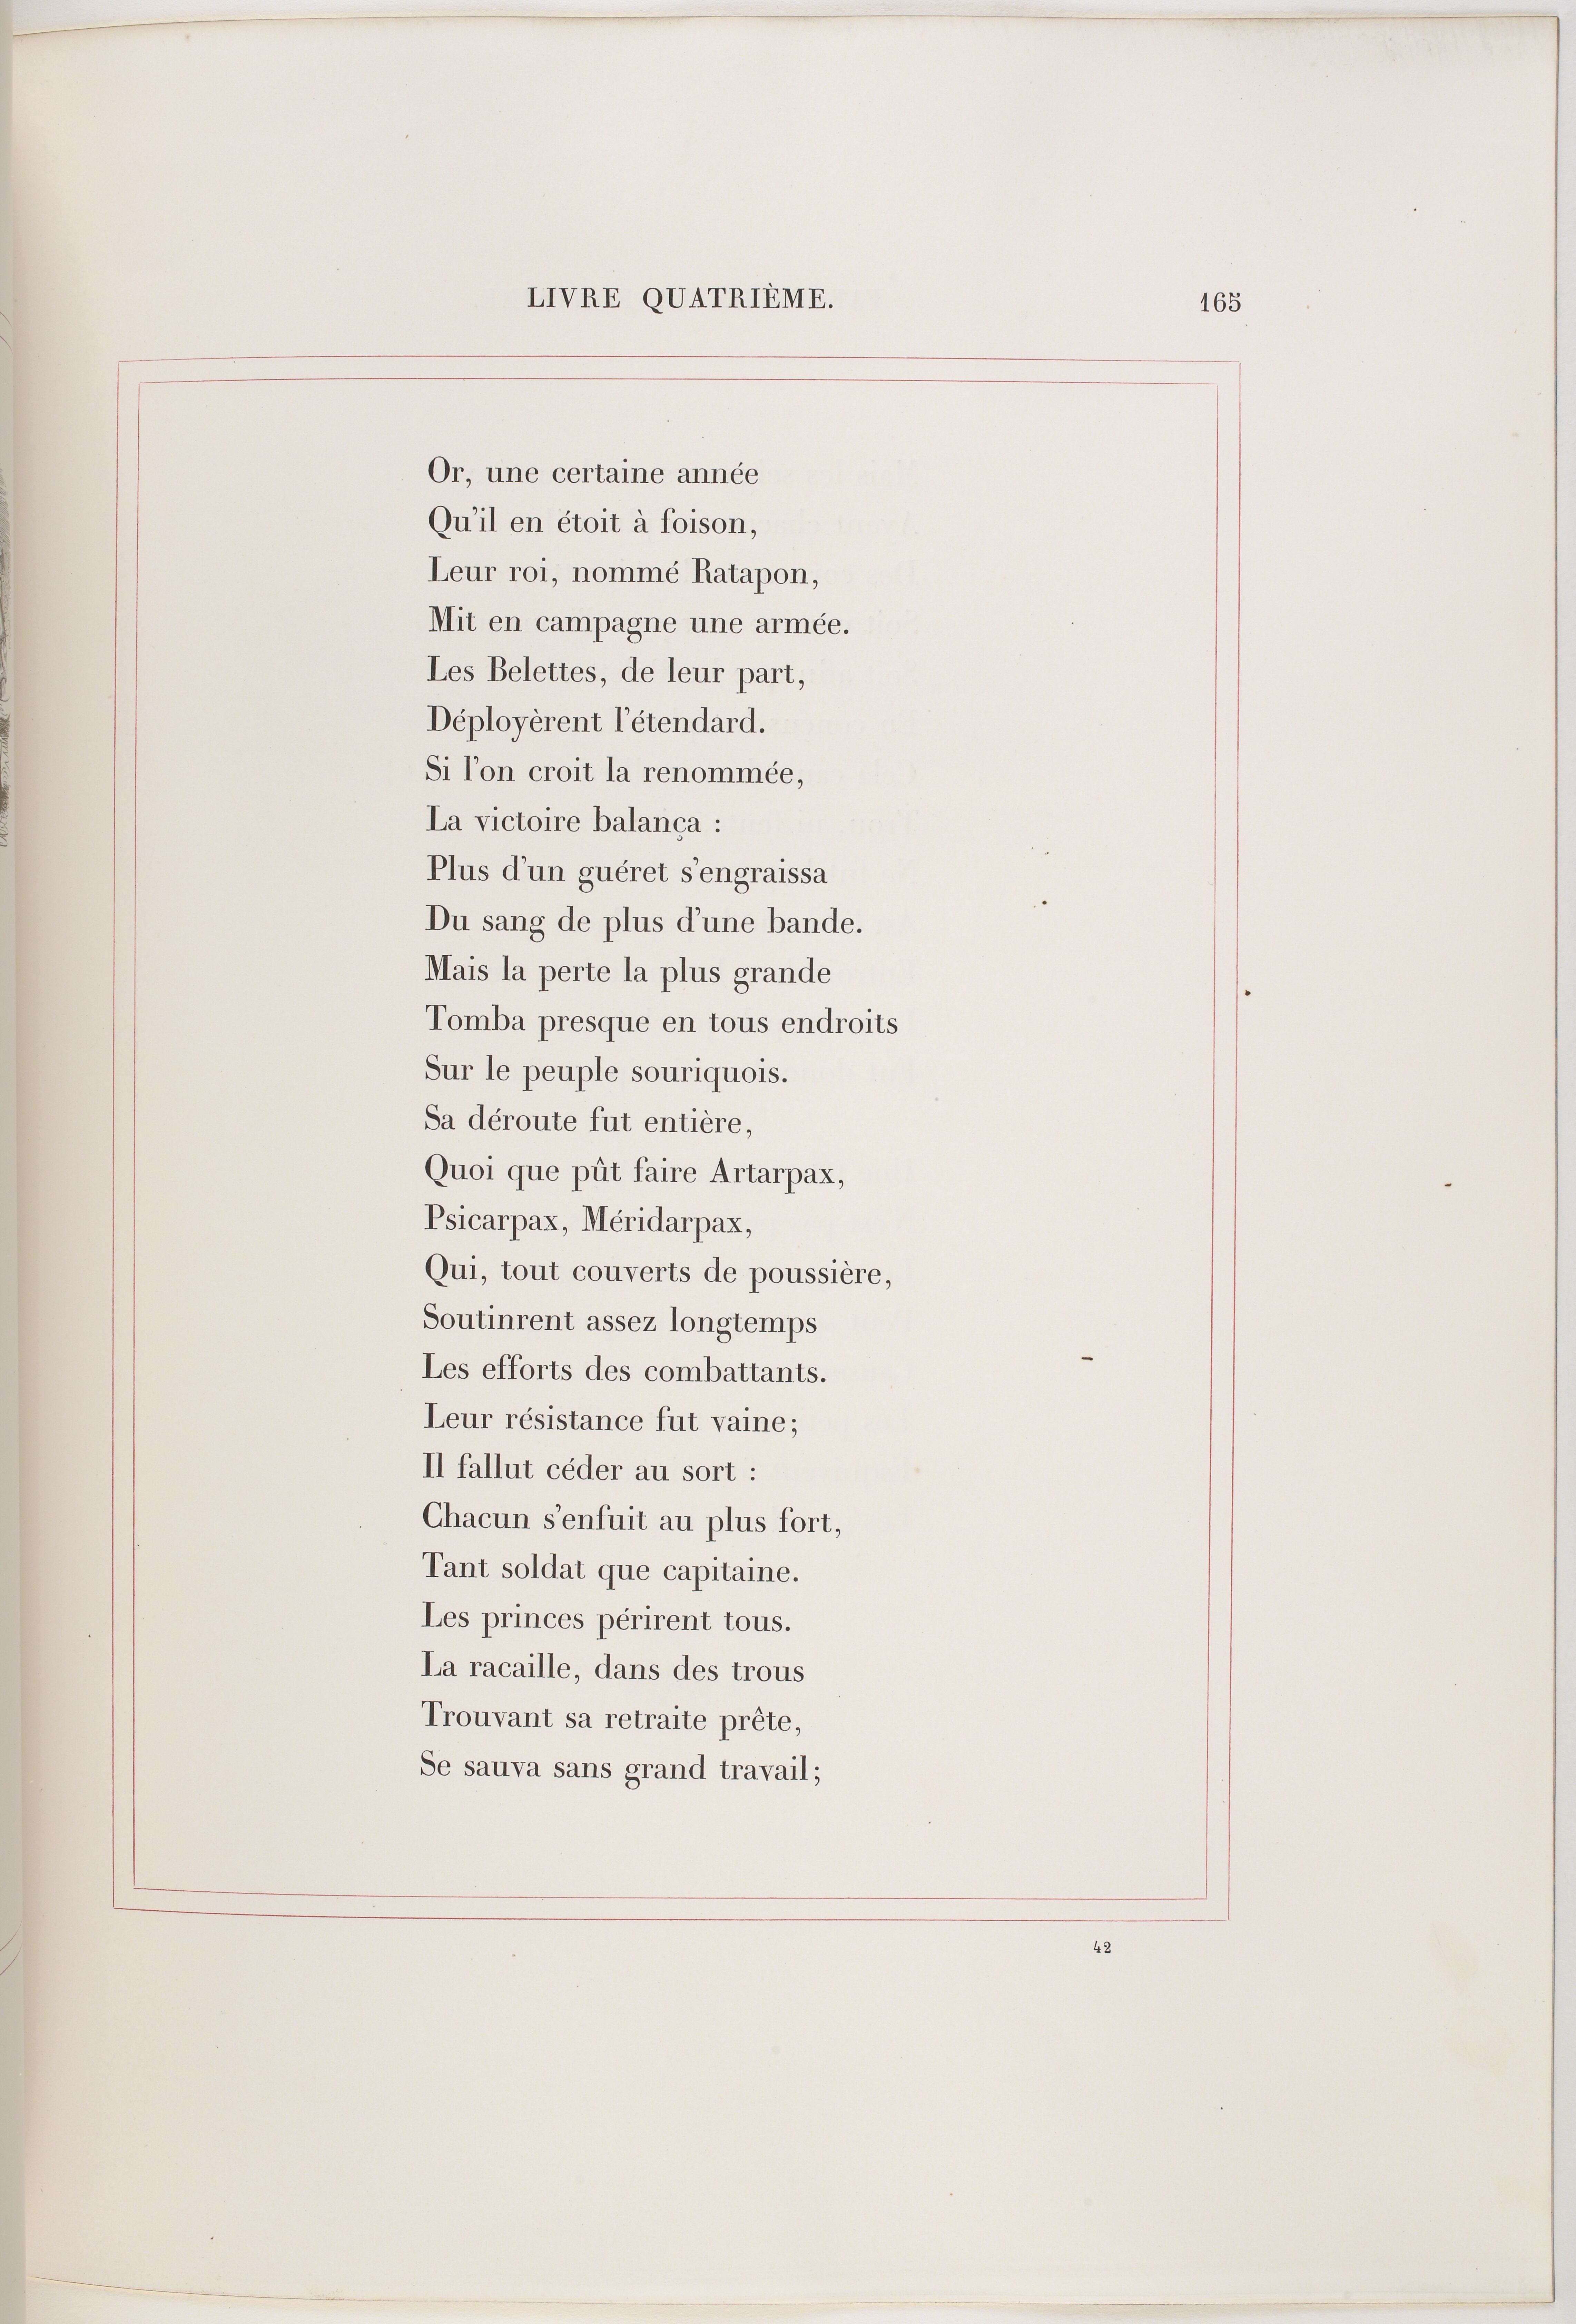 LIVRE QUATRIÈME.
165
Or, une certaine année
Qu'il en étoit à foison,
Leur roi, nommé Ratapon,
Mit en campagne une armée.
Les Belettes, de leur part,
Déployèrent l'étendard.
Si l'on croit la renommée,
La victoire balança :
Plus d'un guéret s'engraissa
Du sang de plus d'une bande.
Mais la perte la plus grande
Tomba presque en tous endroits
Sur le peuple souriquois.
Sa déroute fut entière,
Quoi que pût faire Artarpax,
Psicarpax, Méridarpax,
Qui, tout couverts de poussière,
Soutinrent assez longtemps
Les efforts des combattants.
Leur résistance fut vaine;
Il fallut céder au sort :
Chacun s'enfuit au plus fort,
Tant soldat que capitaine.
Les princes périrent tous.
La racaille, dans des trous
Trouvant sa retraite prête,
Se sauva sans grand travail;
42